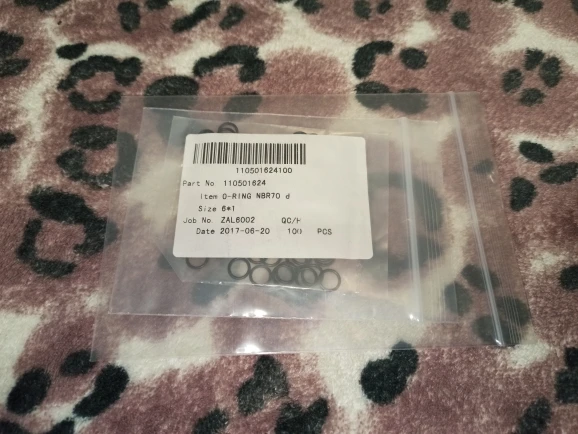 110501624100
Part No 110501624
Item O-RING NBR70 d
Size 6*1
Job No. ZAL6002 QC/H
Date 2017-06-20 100 PCS